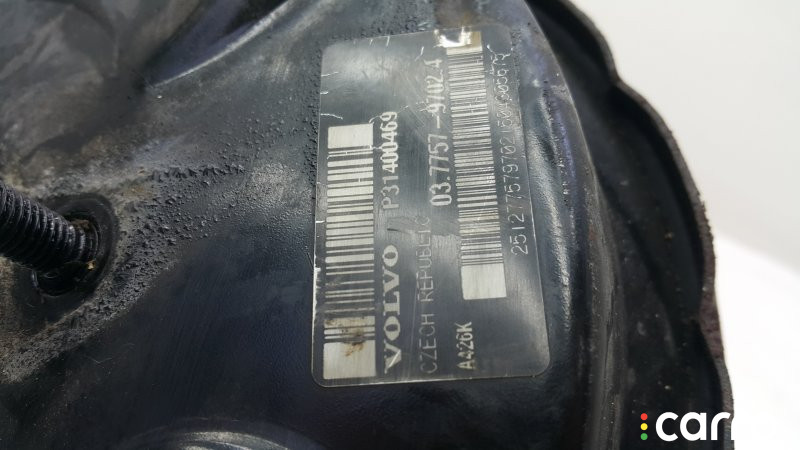 VOLVO P31400469
CZECH REPUBLIC 03.7757-9702.4
A426K
carr